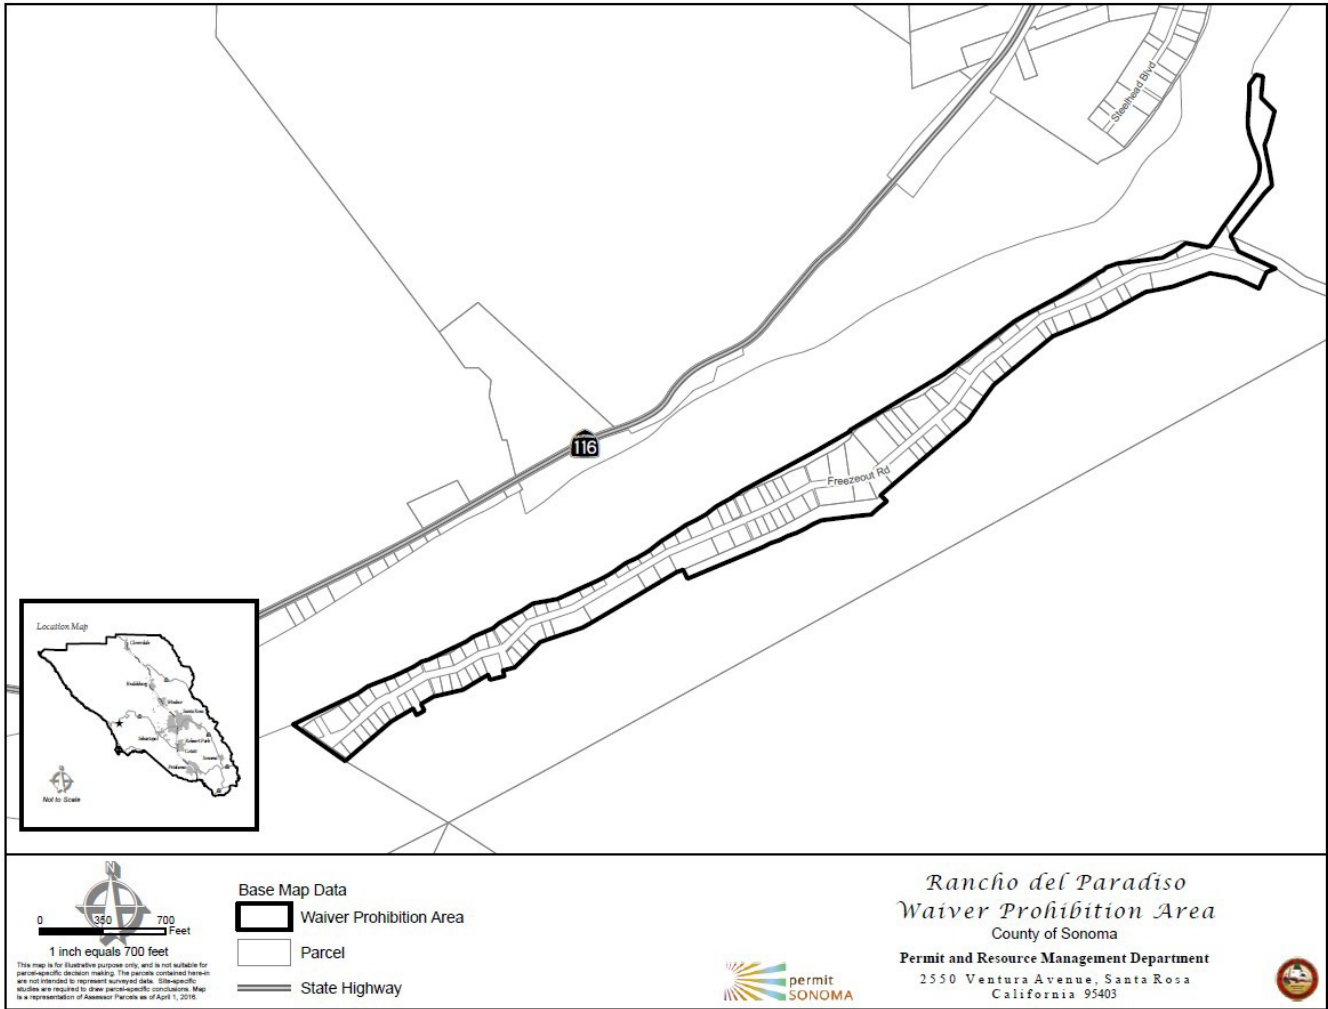 Steelhead Blvd
116
Freezeout Rd
Location Map
Cloverdale
Healdsburg
Windsor
Santa Rosa
Sebastopol
Rohnert Park
Cotati
Sonoma
Petaluma
Not to Scale
N
0 350 700
Feet
1 inch equals 700 feet
This map is for illustrative purpose only, and is not suitable for
parcel-specific decision making. The parcels contained here-in
are not intended to represent surveyed data. Site-specific
studies are required to draw parcel-specific conclusions. Map
is a representation of Assessor Parcels as of April 1, 2016.
Base Map Data
Waiver Prohibition Area
Parcel
State Highway
permit
SONOMA
Rancho del Paradiso
Waiver Prohibition Area
County of Sonoma
Permit and Resource Management Department
2550 Ventura Avenue, Santa Rosa
California 95403